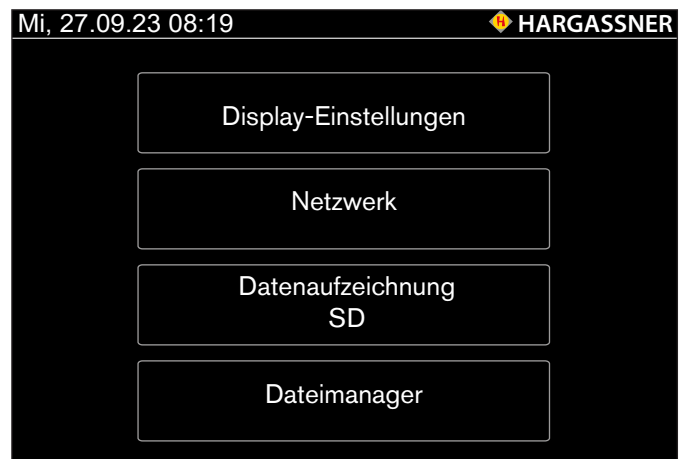 Mi, 27.09.23 08:19 HARGASSNER
Display-Einstellungen
Netzwerk
Datenaufzeichnung
SD
Dateimanager